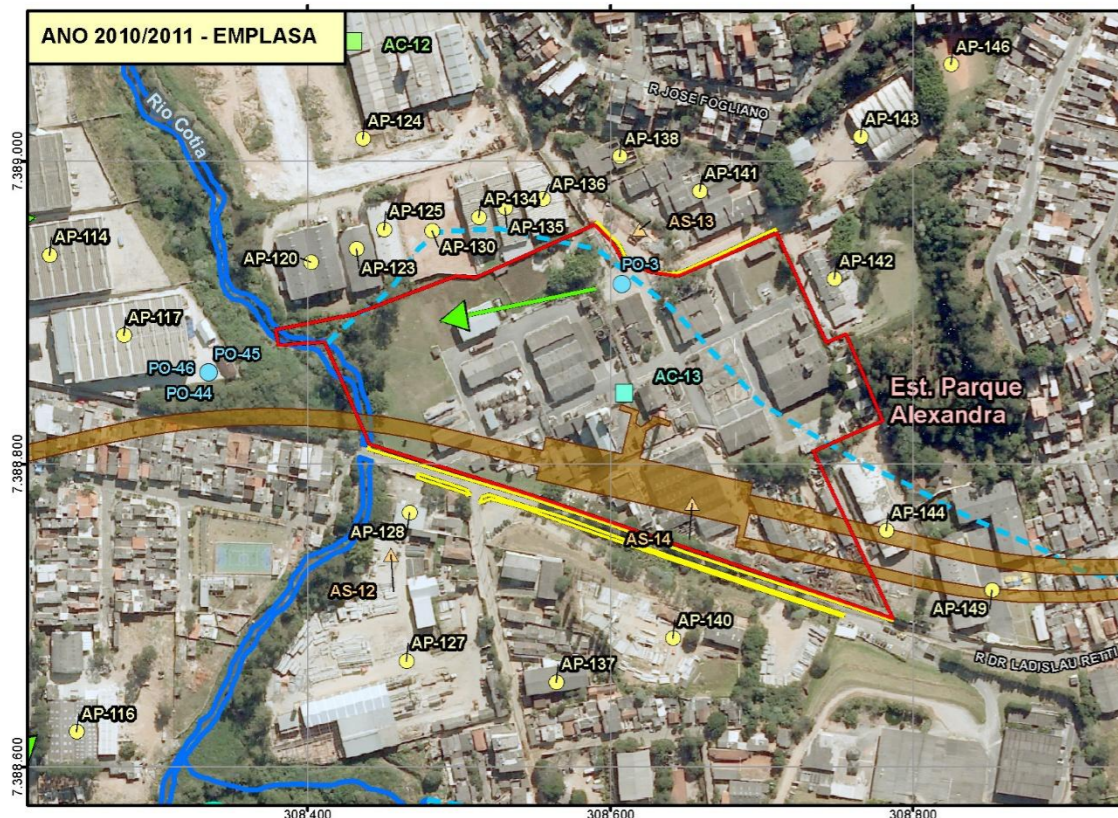 ANO 2010/2011 - EMPLASA
AC-12
AP-146
Rio Cotia
R JOSE FOGLIANO
AP-124
AP-138
AP-143
7.389.000
AP-141
AP-136
AP-134
AP-125
AS-13
AP-114
AP-135
AP-130
AP-120
AP-123
PO-3
AP-142
AP-117
PO-45
PO-46
PO-44
AC-13
Est. Parque
Alexandra
7.388.800
AP-128
AS-14
AP-144
AS-12
AP-149
AP-140
AP-127
AP-137
R DR LADISLAU RETTI
AP-116
7.388.600
308.400
308.600
308.800